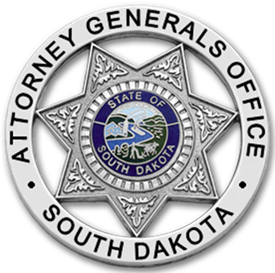 ATTORNEY GENERALS OFFICE
SOUTH DAKOTA
STATE OF
SOUTH DAKOTA